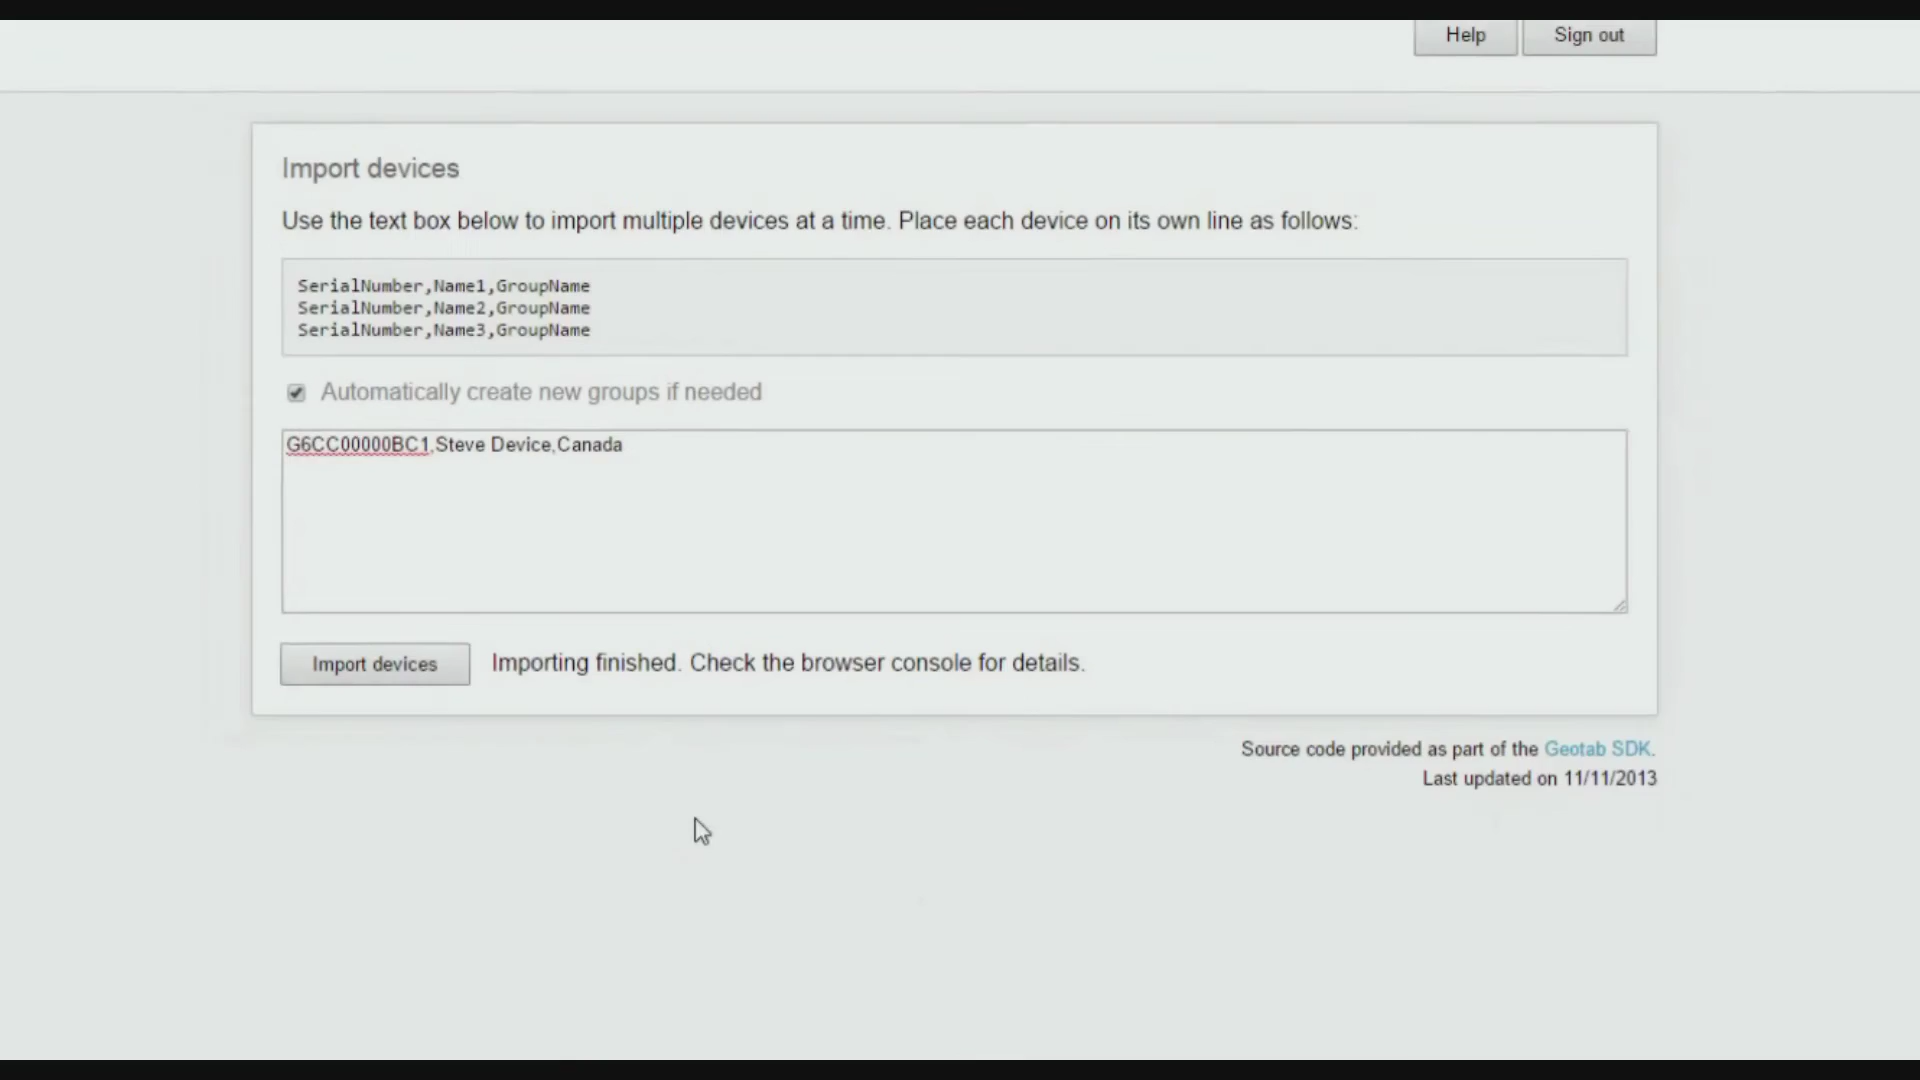 Help
Sign out
Import devices
Use the text box below to import multiple devices at a time. Place each device on its own line as follows:
SerialNumber,Name1,GroupName
SerialNumber,Name2,GroupName
SerialNumber,Name3,GroupName
Automatically create new groups if needed
G6CC00000BC1,Steve Device,Canada
Import devices
Importing finished. Check the browser console for details.
Source code provided as part of the Geotab SDK.
Last updated on 11/11/2013